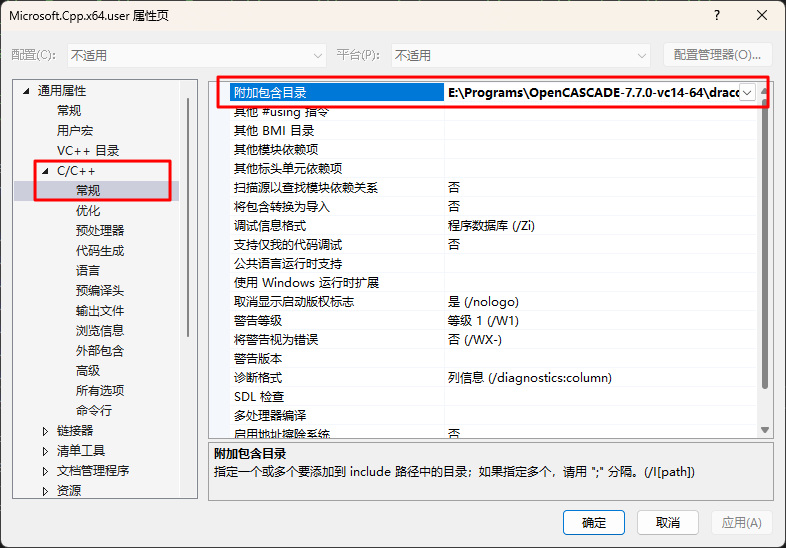 Microsoft.Cpp.x64.user 属性页
配置(C): 不适用 平台(P): 不适用 配置管理器(O)...
通用属性
常规
用户宏
VC++ 目录
C/C++
常规
优化
预处理器
代码生成
语言
预编译头
输出文件
浏览信息
外部包含
高级
所有选项
命令行
链接器
清单工具
文档管理程序
资源
附加包含目录 E:\Programs\OpenCASCADE-7.7.0-vc14-64\draco
其他 #using 指令
其他 BMI 目录
其他模块依赖项
其他标头单元依赖项
扫描源以查找模块依赖关系 否
将包含转换为导入 否
调试信息格式 程序数据库 (/Zi)
支持仅我的代码调试 否
公共语言运行时支持
使用 Windows 运行时扩展
取消显示启动版权标志 是 (/nologo)
警告等级 等级 1 (/W1)
将警告视为错误 否 (/WX-)
警告版本
诊断格式 列信息 (/diagnostics:column)
SDL 检查
多处理器编译
启用地址擦除系统 否
附加包含目录
指定一个或多个要添加到 include 路径中的目录；如果指定多个，请用 ";" 分隔。(/I[path])
确定 取消 应用(A)